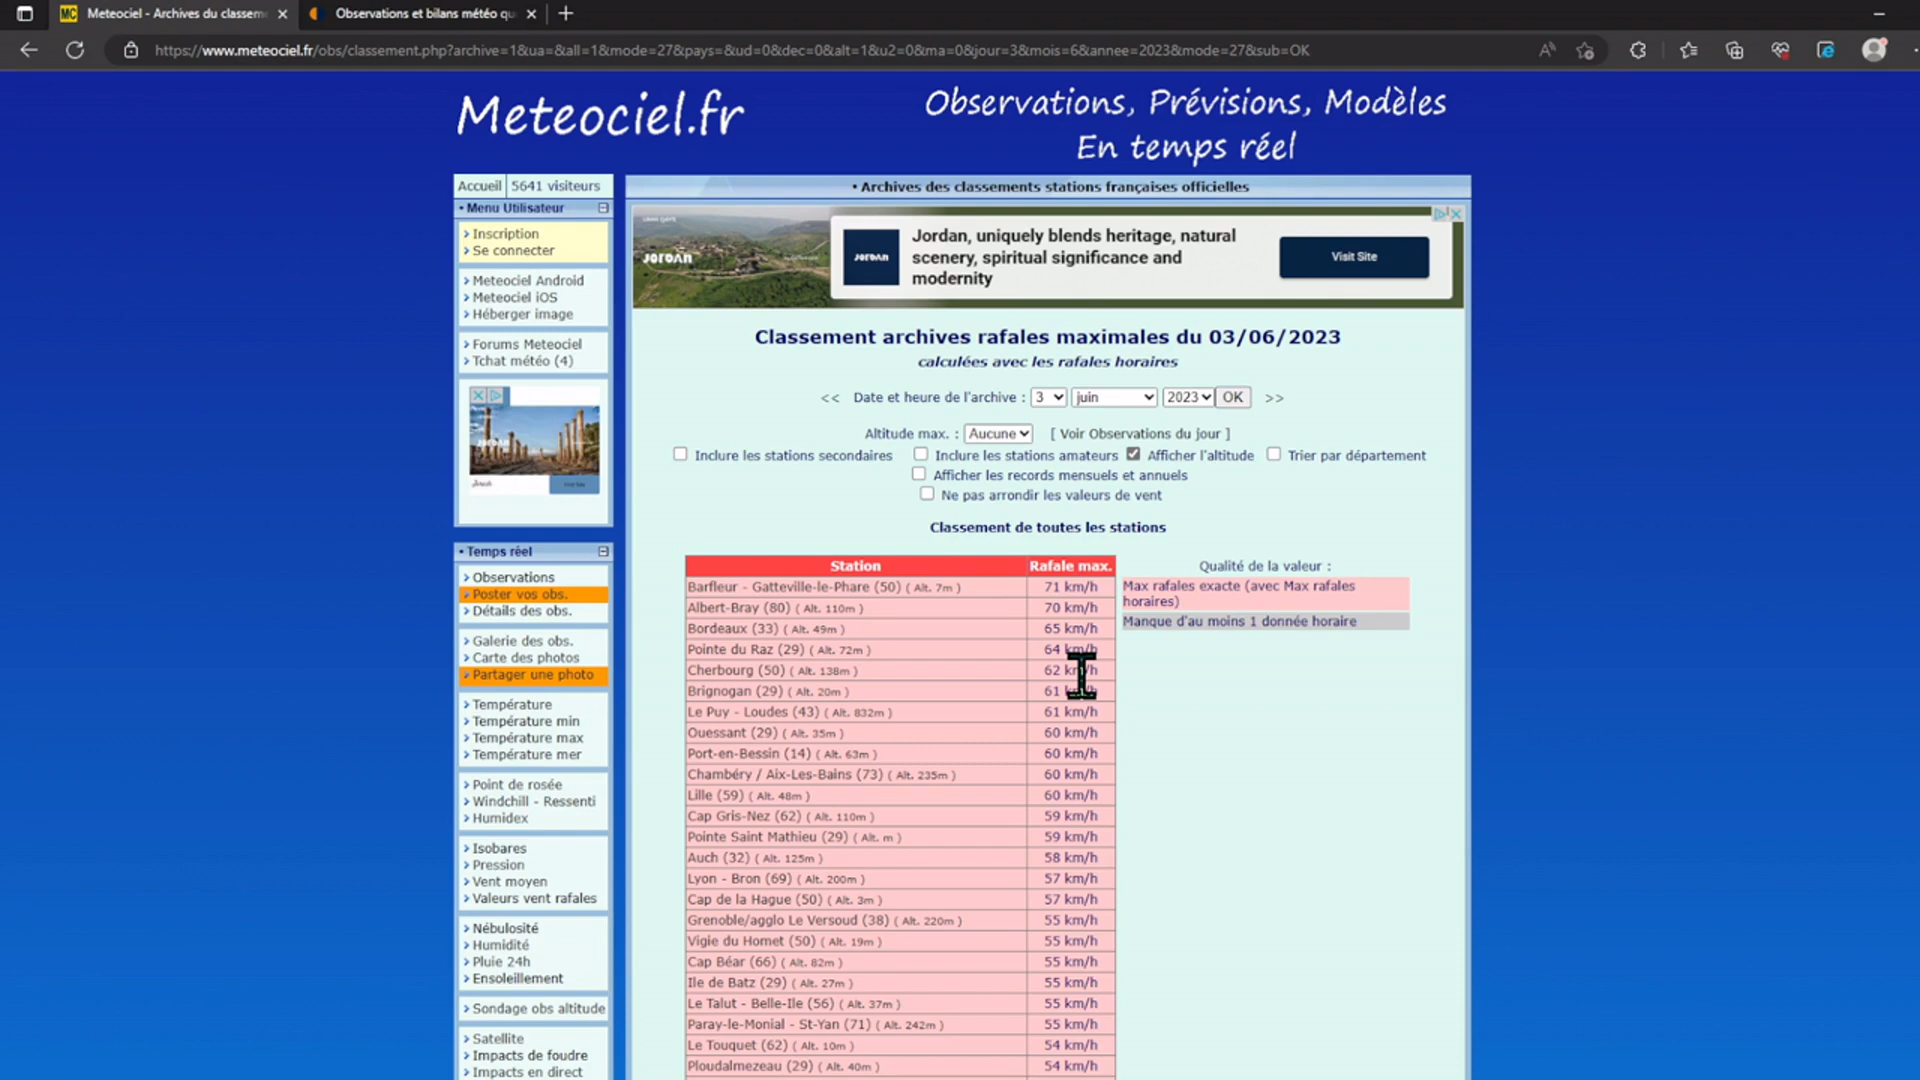 Meteociel - Archives du classem
Observations et bilans météo qu
https://www.meteociel.fr/obs/classement.php?archive=1&ua=&all=1&mode=27&pays=&ud=0&dec=0&alt=1&u2=0&ma=0&jour=3&mois=6&annee=2023&mode=27&sub=OK
Meteociel.fr
Observations, Prévisions, Modèles
En temps réel
Accueil 5641 visiteurs
• Menu Utilisateur
Inscription
Se connecter
Meteociel Android
Meteociel iOS
Héberger image
Forums Meteociel
Tchat météo (4)
• Temps réel
Observations
Poster vos obs.
Détails des obs.
Galerie des obs.
Carte des photos
Partager une photo
Température
Température min
Température max
Température mer
Point de rosée
Windchill - Ressenti
Humidex
Isobares
Pression
Vent moyen
Valeurs vent rafales
Nébulosité
Humidité
Pluie 24h
Ensoleillement
Sondage obs altitude
Satellite
Impacts de foudre
Impacts en direct
• Archives des classements stations françaises officielles
JORDAN
JORDAN
Jordan, uniquely blends heritage, natural
scenery, spiritual significance and
modernity
Visit Site
Classement archives rafales maximales du 03/06/2023
calculées avec les rafales horaires
<< Date et heure de l'archive : 3 juin 2023 OK >>
Altitude max. : Aucune [ Voir Observations du jour ]
Inclure les stations secondaires Inclure les stations amateurs Afficher l'altitude Trier par département
Afficher les records mensuels et annuels
Ne pas arrondir les valeurs de vent
Classement de toutes les stations
Station Rafale max.
Barfleur - Gatteville-le-Phare (50) ( Alt. 7m ) 71 km/h
Albert-Bray (80) ( Alt. 110m ) 70 km/h
Bordeaux (33) ( Alt. 49m ) 65 km/h
Pointe du Raz (29) ( Alt. 72m ) 64 km/h
Cherbourg (50) ( Alt. 138m ) 62 km/h
Brignogan (29) ( Alt. 20m ) 61 km/h
Le Puy - Loudes (43) ( Alt. 832m ) 61 km/h
Ouessant (29) ( Alt. 35m ) 60 km/h
Port-en-Bessin (14) ( Alt. 63m ) 60 km/h
Chambéry / Aix-Les-Bains (73) ( Alt. 235m ) 60 km/h
Lille (59) ( Alt. 48m ) 60 km/h
Cap Gris-Nez (62) ( Alt. 110m ) 59 km/h
Pointe Saint Mathieu (29) ( Alt. m ) 59 km/h
Auch (32) ( Alt. 125m ) 58 km/h
Lyon - Bron (69) ( Alt. 200m ) 57 km/h
Cap de la Hague (50) ( Alt. 3m ) 57 km/h
Grenoble/agglo Le Versoud (38) ( Alt. 220m ) 55 km/h
Vigie du Homet (50) ( Alt. 19m ) 55 km/h
Cap Béar (66) ( Alt. 82m ) 55 km/h
Ile de Batz (29) ( Alt. 27m ) 55 km/h
Le Talut - Belle-Ile (56) ( Alt. 37m ) 55 km/h
Paray-le-Monial - St-Yan (71) ( Alt. 242m ) 55 km/h
Le Touquet (62) ( Alt. 10m ) 54 km/h
Ploudalmezeau (29) ( Alt. 40m ) 54 km/h
Qualité de la valeur :
Max rafales exacte (avec Max rafales
horaires)
Manque d'au moins 1 donnée horaire